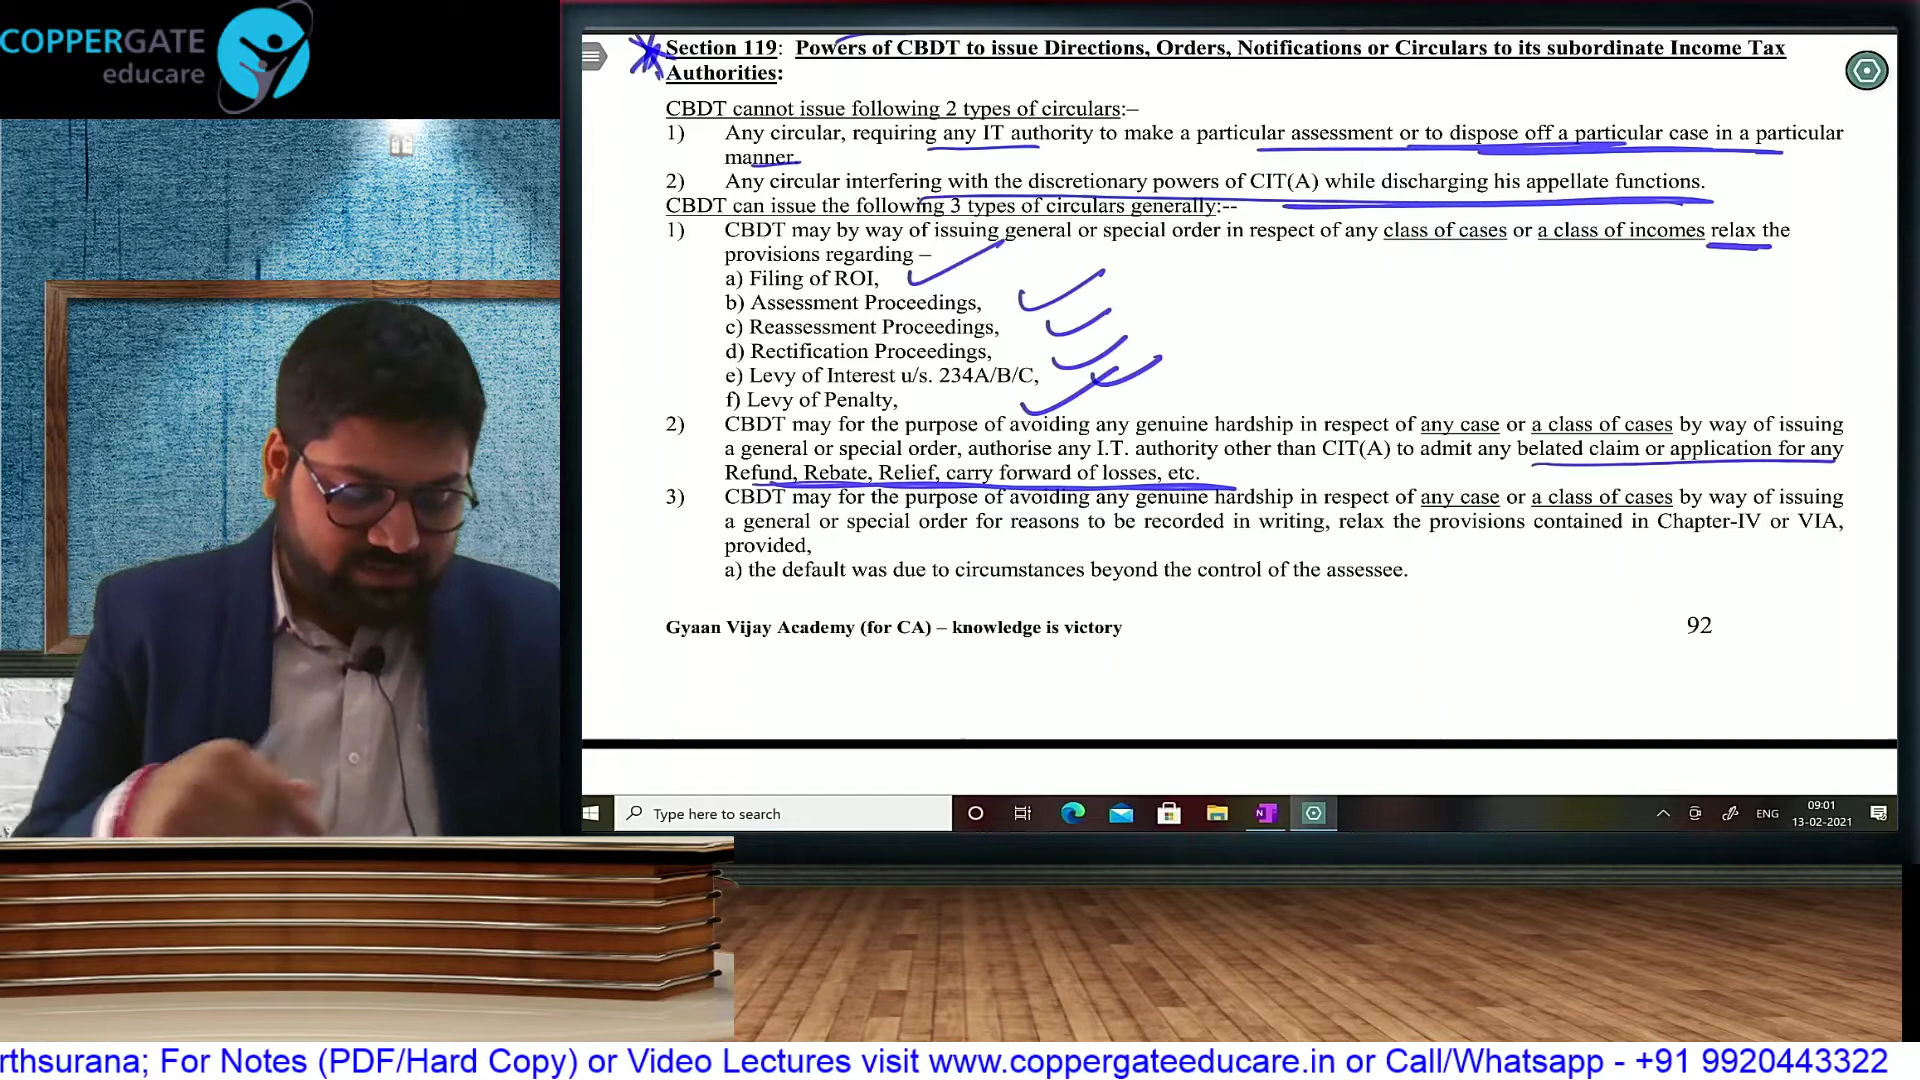 COPPERGATE
educare
Section 119: Powers of CBDT to issue Directions, Orders, Notifications or Circulars to its subordinate Income Tax
Authorities:
CBDT cannot issue following 2 types of circulars:–
1) Any circular, requiring any IT authority to make a particular assessment or to dispose off a particular case in a particular
manner.
2) Any circular interfering with the discretionary powers of CIT(A) while discharging his appellate functions.
CBDT can issue the following 3 types of circulars generally:--
1) CBDT may by way of issuing general or special order in respect of any class of cases or a class of incomes relax the
provisions regarding –
a) Filing of ROI,
b) Assessment Proceedings,
c) Reassessment Proceedings,
d) Rectification Proceedings,
e) Levy of Interest u/s. 234A/B/C,
f) Levy of Penalty,
2) CBDT may for the purpose of avoiding any genuine hardship in respect of any case or a class of cases by way of issuing
a general or special order, authorise any I.T. authority other than CIT(A) to admit any belated claim or application for any
Refund, Rebate, Relief, carry forward of losses, etc.
3) CBDT may for the purpose of avoiding any genuine hardship in respect of any case or a class of cases by way of issuing
a general or special order for reasons to be recorded in writing, relax the provisions contained in Chapter-IV or VIA,
provided,
a) the default was due to circumstances beyond the control of the assessee.
Gyaan Vijay Academy (for CA) – knowledge is victory 92
Type here to search
ENG
09:01
13-02-2021
rthsurana; For Notes (PDF/Hard Copy) or Video Lectures visit www.coppergateeducare.in or Call/Whatsapp - +91 9920443322